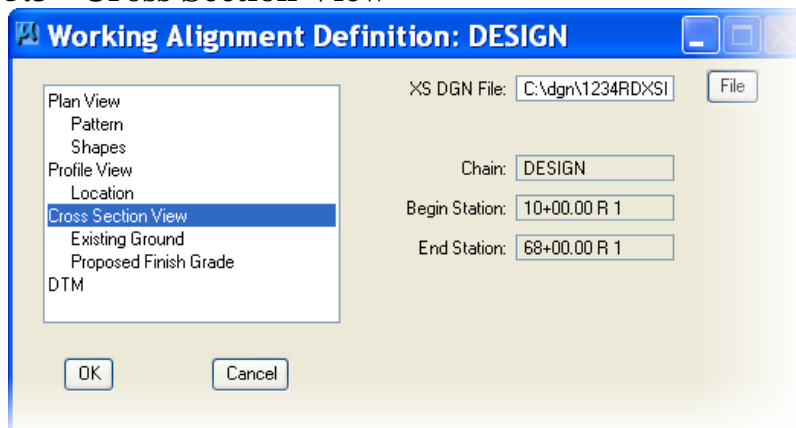 Working Alignment Definition: DESIGN
Plan View
Pattern
Shapes
Profile View
Location
Cross Section View
Existing Ground
Proposed Finish Grade
DTM
XS DGN File: C:\dgn\1234RDXSI File
Chain: DESIGN
Begin Station: 10+00.00 R 1
End Station: 68+00.00 R 1
OK Cancel